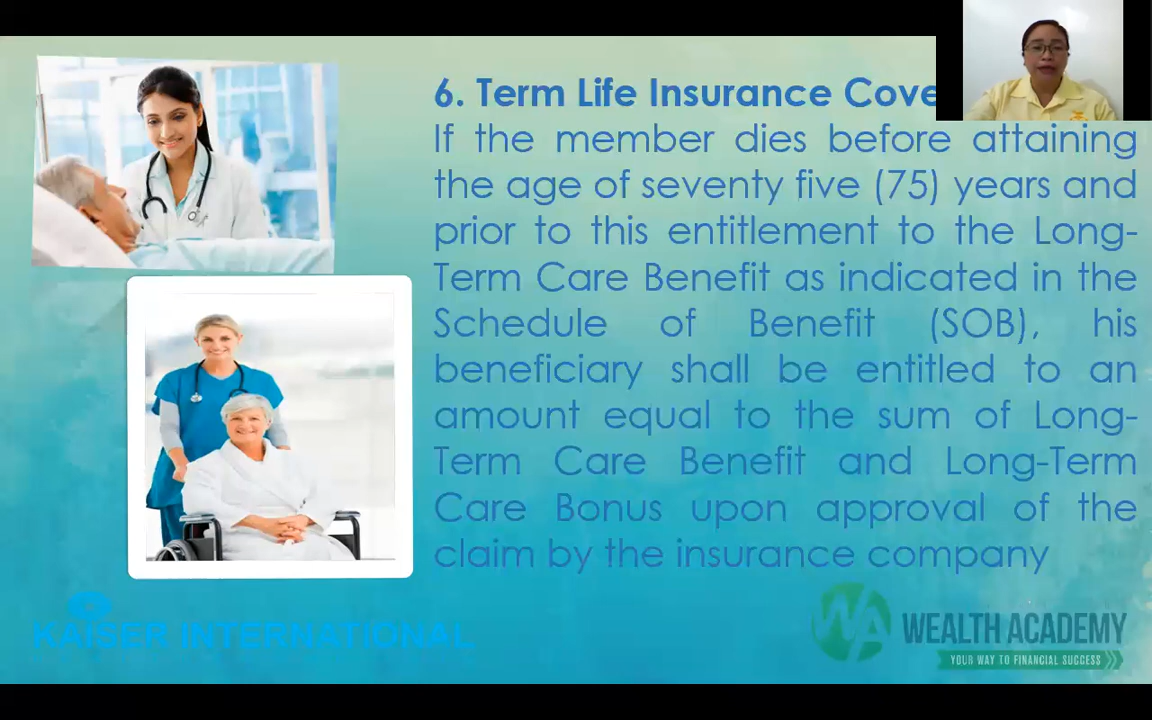 6. Term Life Insurance
If the member dies before attaining
the age of seventy five (75) years and
prior to this entitlement to the Long-
Term Care Benefit as indicated in the
Schedule of Benefit (SOB), his
beneficiary shall be entitled to an
amount equal to the sum of Long-
Term Care Benefit and Long-Term
Care Bonus upon approval of the
claim by the insurance company
KAISER INTERNATIONAL
WA WEALTH ACADEMY
YOUR WAY TO FINANCIAL SUCCESS